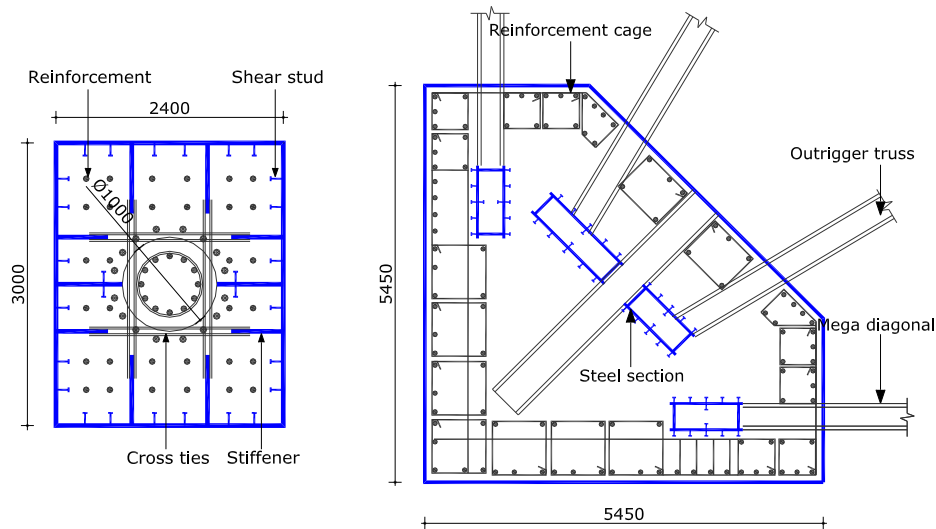 Reinforcement cage
Reinforcement
Shear stud
2400
Outrigger truss
Ø1000
3000
5450
Mega diagonal
Steel section
Cross ties
Stiffener
5450